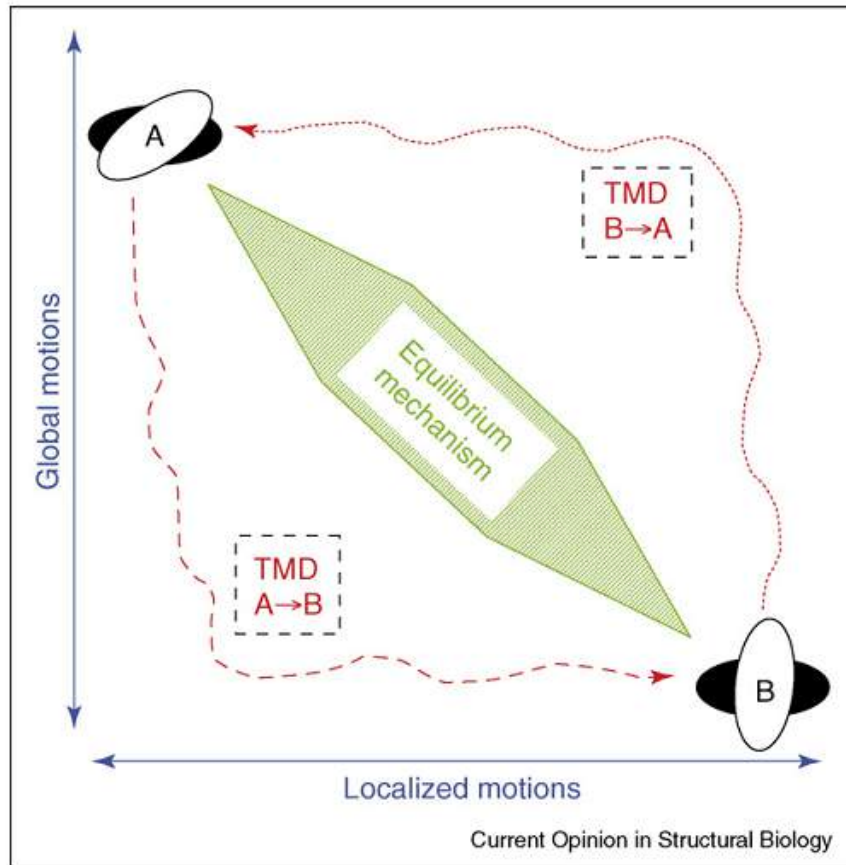 A
TMD
B→A
Global motions
Equilibrium
mechanism
TMD
A→B
B
Localized motions
Current Opinion in Structural Biology